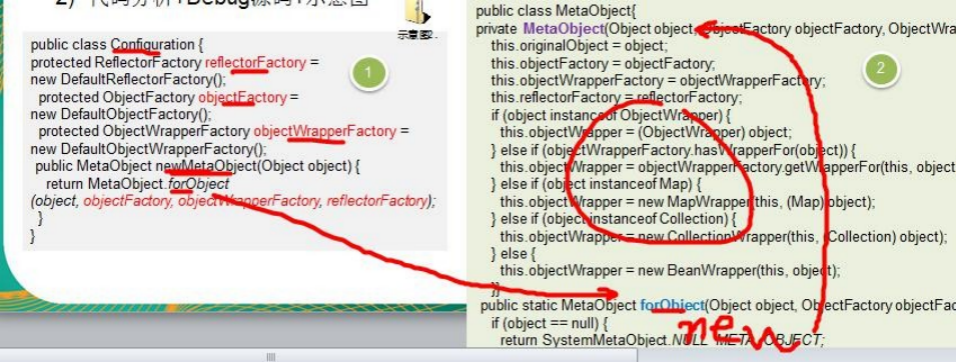 2) 代码分析+Debug源码+示意图
示意图..
public class Configuration {
protected ReflectorFactory reflectorFactory =
new DefaultReflectorFactory();
protected ObjectFactory objectFactory =
new DefaultObjectFactory();
protected ObjectWrapperFactory objectWrapperFactory =
new DefaultObjectWrapperFactory();
public MetaObject newMetaObject(Object object) {
return MetaObject.forObject
(object, objectFactory, objectWrapperFactory, reflectorFactory);
}
}
1
public class MetaObject{
private MetaObject(Object object, ObjectFactory objectFactory, ObjectWra
this.originalObject = object;
this.objectFactory = objectFactory;
this.objectWrapperFactory = objectWrapperFactory;
this.reflectorFactory = reflectorFactory;
if (object instanceof ObjectWrapper) {
this.objectWrapper = (ObjectWrapper) object;
} else if (objectWrapperFactory.hasWrapperFor(object)) {
this.objectWrapper = objectWrapperFactory.getWrapperFor(this, object
} else if (object instanceof Map) {
this.objectWrapper = new MapWrapper(this, (Map) object);
} else if (object instanceof Collection) {
this.objectWrapper = new CollectionWrapper(this, (Collection) object);
} else {
this.objectWrapper = new BeanWrapper(this, object);
}}
public static MetaObject forObject(Object object, ObjectFactory objectFac
if (object == null) {
return SystemMetaObject.NULL_META_OBJECT;
2
new